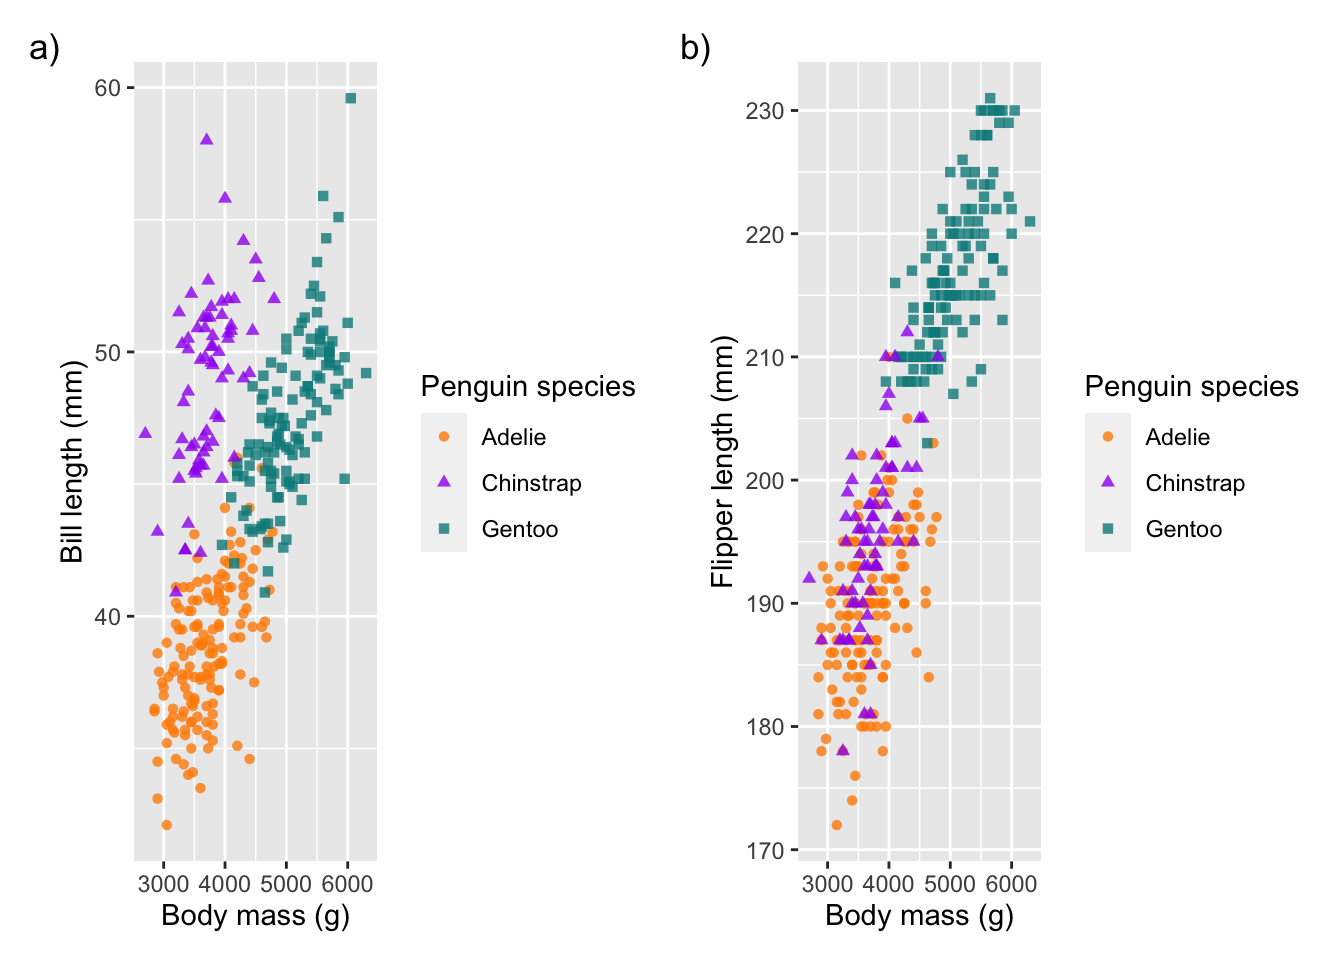 a)
60
50
40
Bill length (mm)
3000 4000 5000 6000
Body mass (g)
Penguin species
Adelie
Chinstrap
Gentoo
b)
230
220
210
200
190
180
170
Flipper length (mm)
3000 4000 5000 6000
Body mass (g)
Penguin species
Adelie
Chinstrap
Gentoo